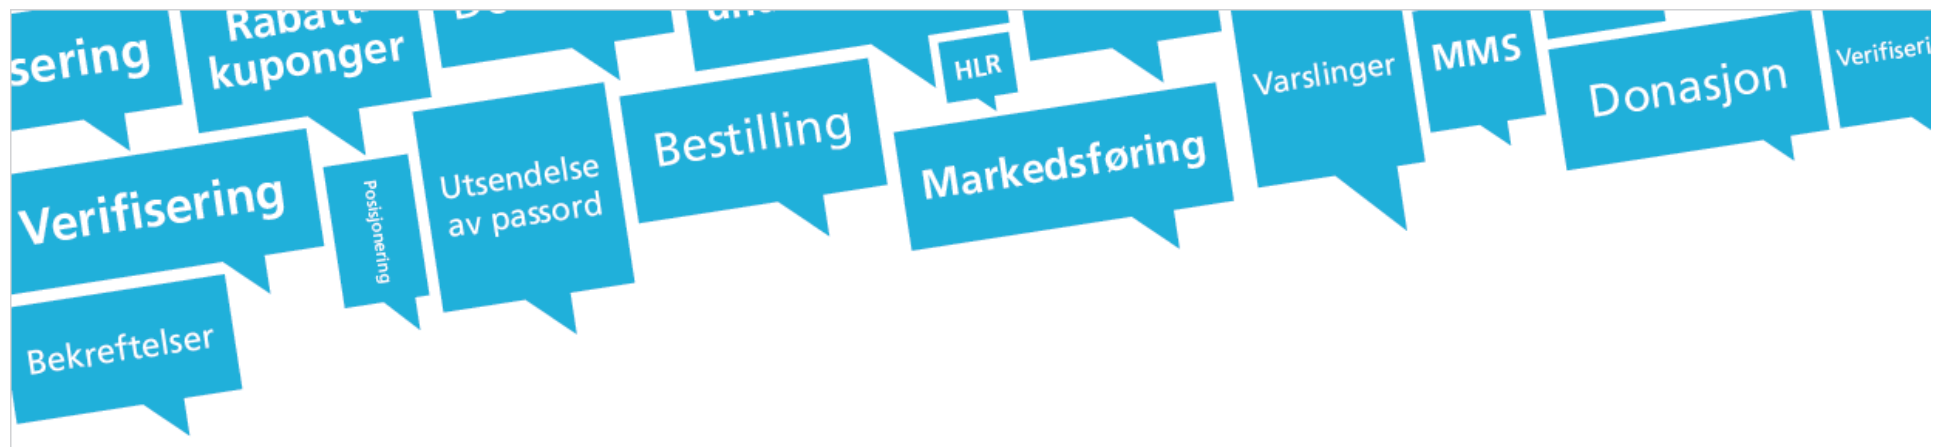 sering
Rabatt-
kuponger
HLR
Varslinger
MMS
Donasjon
Verifiseri
Verifisering
Posisjonering
Utsendelse
av passord
Bestilling
Markedsføring
Bekreftelser